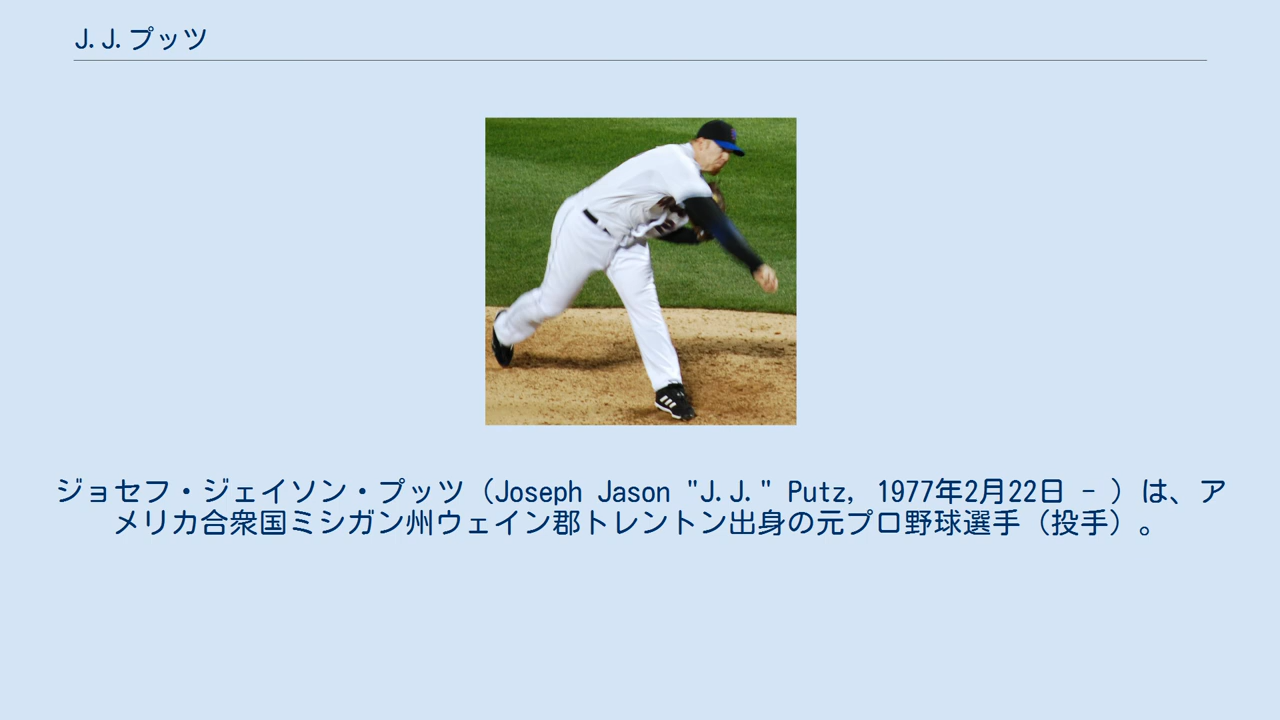 J.J.プッツ
ジョセフ・ジェイソン・プッツ（Joseph Jason "J.J." Putz, 1977年2月22日 - ）は、ア
メリカ合衆国ミシガン州ウェイン郡トレントン出身の元プロ野球選手（投手）。